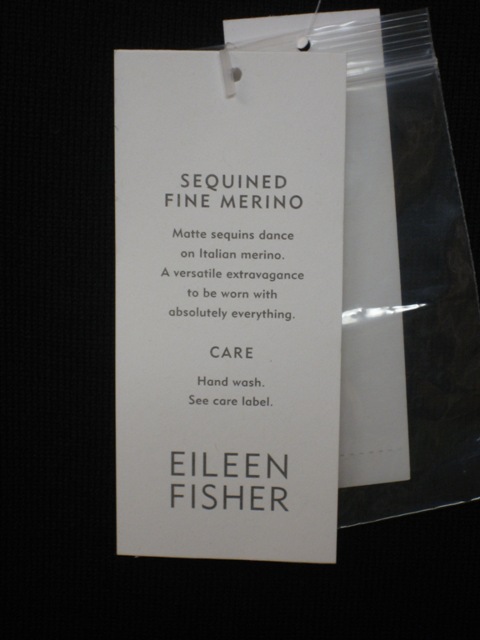 SEQUINED
FINE MERINO
Matte sequins dance
on Italian merino.
A versatile extravagance
to be worn with
absolutely everything.
CARE
Hand wash.
See care label.
EILEEN
FISHER